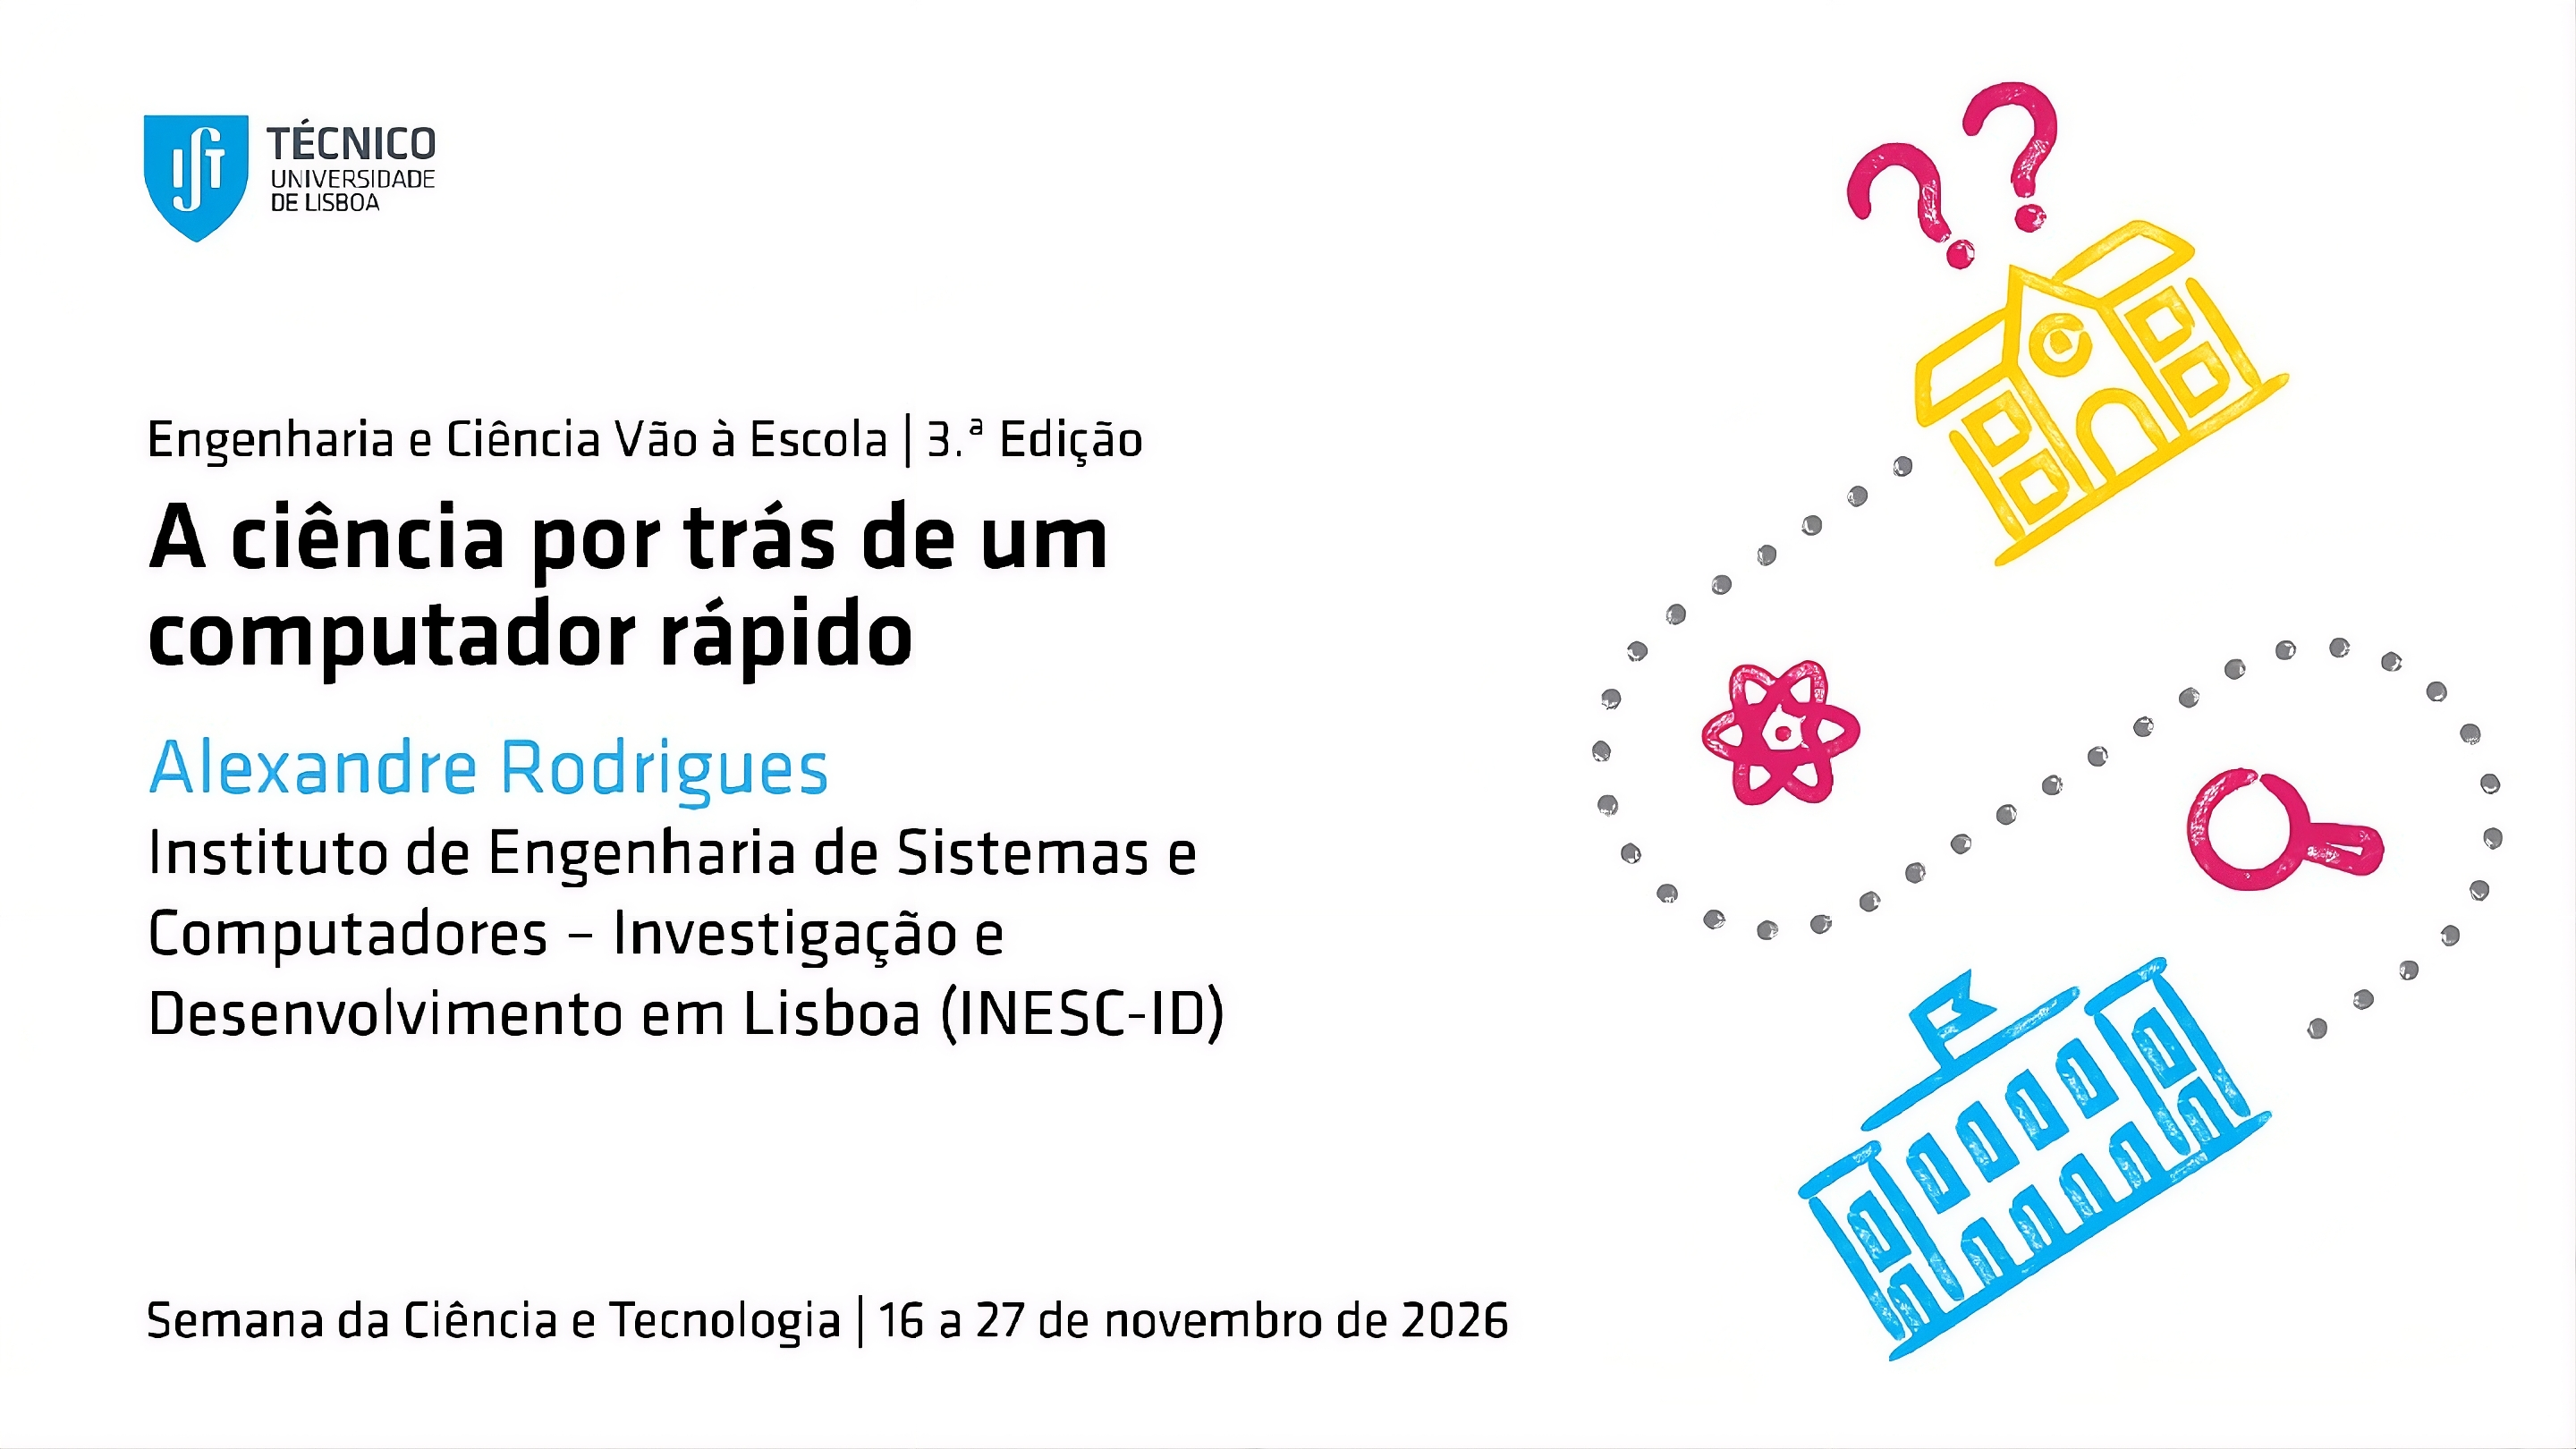 TÉCNICO
UNIVERSIDADE
DE LISBOA
Engenharia e Ciência Vão à Escola | 3.ª Edição
A ciência por trás de um
computador rápido
Alexandre Rodrigues
Instituto de Engenharia de Sistemas e
Computadores – Investigação e
Desenvolvimento em Lisboa (INESC-ID)
Semana da Ciência e Tecnologia | 16 a 27 de novembro de 2026